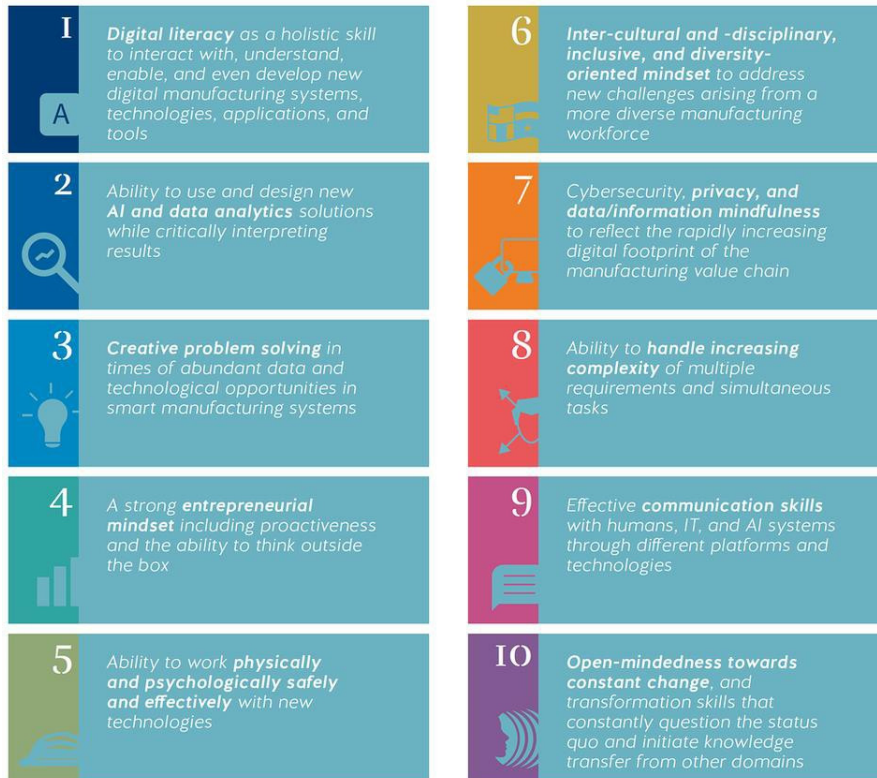 1
Digital literacy as a holistic skill
to interact with, understand,
enable, and even develop new
digital manufacturing systems,
technologies, applications, and
tools
A
2
Ability to use and design new
AI and data analytics solutions
while critically interpreting
results
3
Creative problem solving in
times of abundant data and
technological opportunities in
smart manufacturing systems
4
A strong entrepreneurial
mindset including proactiveness
and the ability to think outside
the box
5
Ability to work physically
and psychologically safely
and effectively with new
technologies
6
Inter-cultural and -disciplinary,
inclusive, and diversity-
oriented mindset to address
new challenges arising from a
more diverse manufacturing
workforce
7
Cybersecurity, privacy, and
data/information mindfulness
to reflect the rapidly increasing
digital footprint of the
manufacturing value chain
8
Ability to handle increasing
complexity of multiple
requirements and simultaneous
tasks
9
Effective communication skills
with humans, IT, and AI systems
through different platforms and
technologies
10
Open-mindedness towards
constant change, and
transformation skills that
constantly question the status
quo and initiate knowledge
transfer from other domains